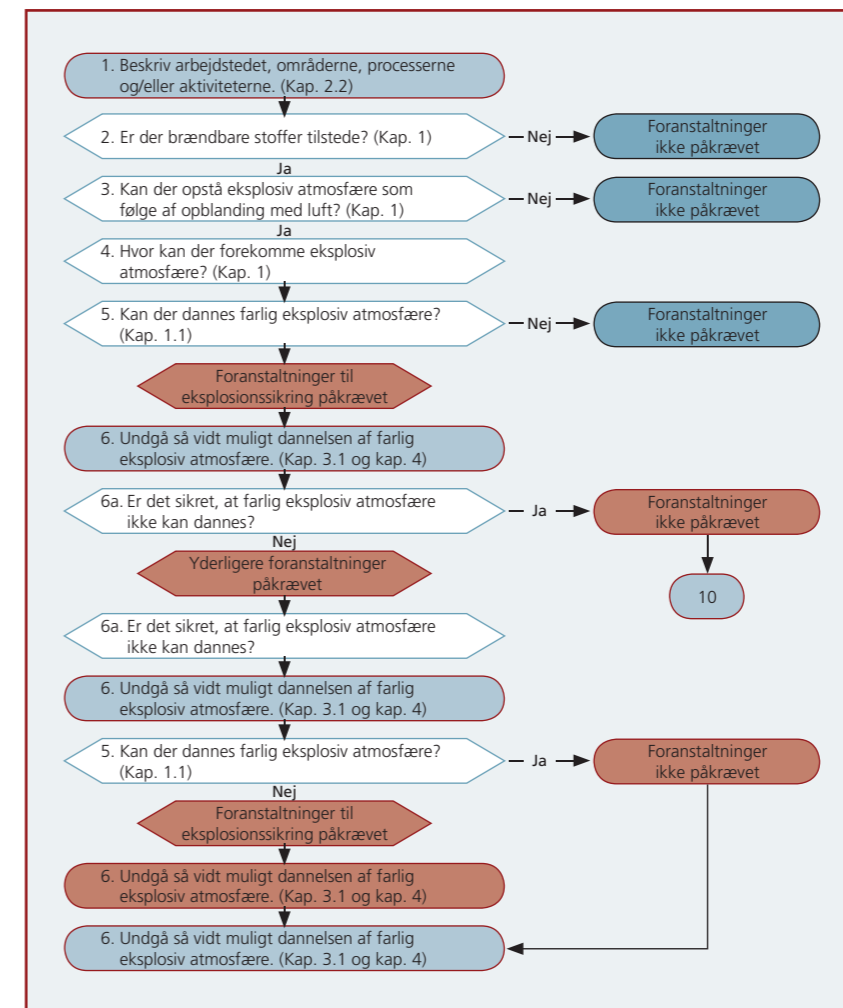 1. Beskriv arbejdstedet, områderne, processerne
og/eller aktiviteterne. (Kap. 2.2)
2. Er der brændbare stoffer tilstede? (Kap. 1)
Nej
Foranstaltninger
ikke påkrævet
Ja
3. Kan der opstå eksplosiv atmosfære som
følge af opblanding med luft? (Kap. 1)
Nej
Foranstaltninger
ikke påkrævet
Ja
4. Hvor kan der forekomme eksplosiv
atmosfære? (Kap. 1)
5. Kan der dannes farlig eksplosiv atmosfære?
(Kap. 1.1)
Nej
Foranstaltninger
ikke påkrævet
Foranstaltninger til
eksplosionssikring påkrævet
6. Undgå så vidt muligt dannelsen af farlig
eksplosiv atmosfære. (Kap. 3.1 og kap. 4)
6a. Er det sikret, at farlig eksplosiv atmosfære
ikke kan dannes?
Ja
Foranstaltninger
ikke påkrævet
Nej
Yderligere foranstaltninger
påkrævet
10
6a. Er det sikret, at farlig eksplosiv atmosfære
ikke kan dannes?
6. Undgå så vidt muligt dannelsen af farlig
eksplosiv atmosfære. (Kap. 3.1 og kap. 4)
5. Kan der dannes farlig eksplosiv atmosfære?
(Kap. 1.1)
Ja
Foranstaltninger
ikke påkrævet
Nej
Foranstaltninger til
eksplosionssikring påkrævet
6. Undgå så vidt muligt dannelsen af farlig
eksplosiv atmosfære. (Kap. 3.1 og kap. 4)
6. Undgå så vidt muligt dannelsen af farlig
eksplosiv atmosfære. (Kap. 3.1 og kap. 4)